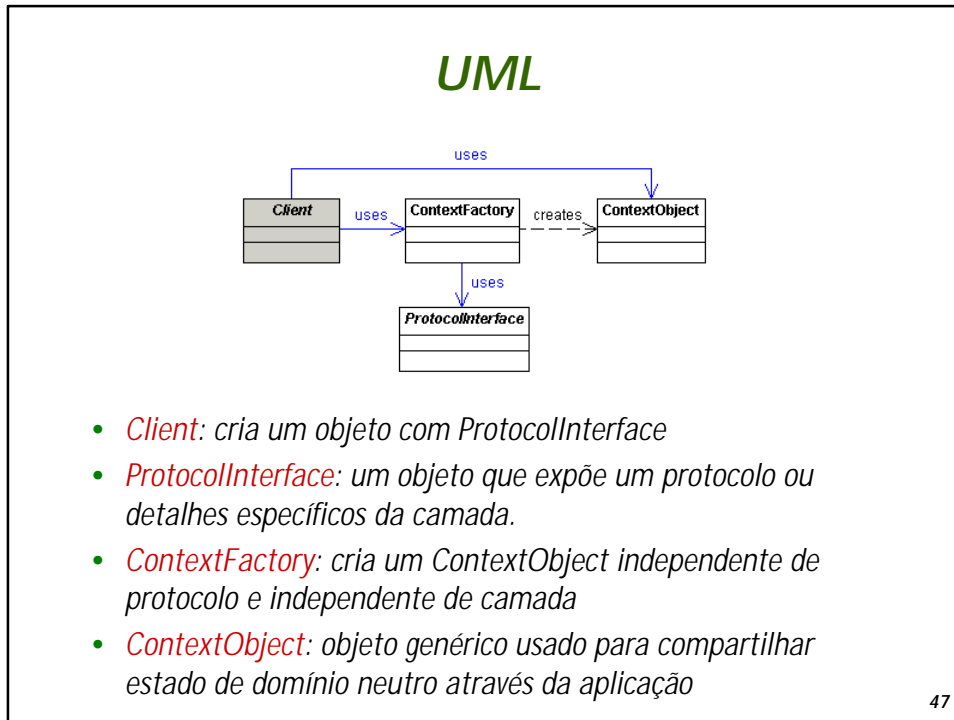 UML
uses
Client
uses
ContextFactory
creates
ContextObject
uses
ProtocolInterface
• Client: cria um objeto com ProtocolInterface
• ProtocolInterface: um objeto que expõe um protocolo ou
detalhes específicos da camada.
• ContextFactory: cria um ContextObject independente de
protocolo e independente de camada
• ContextObject: objeto genérico usado para compartilhar
estado de domínio neutro através da aplicação
47